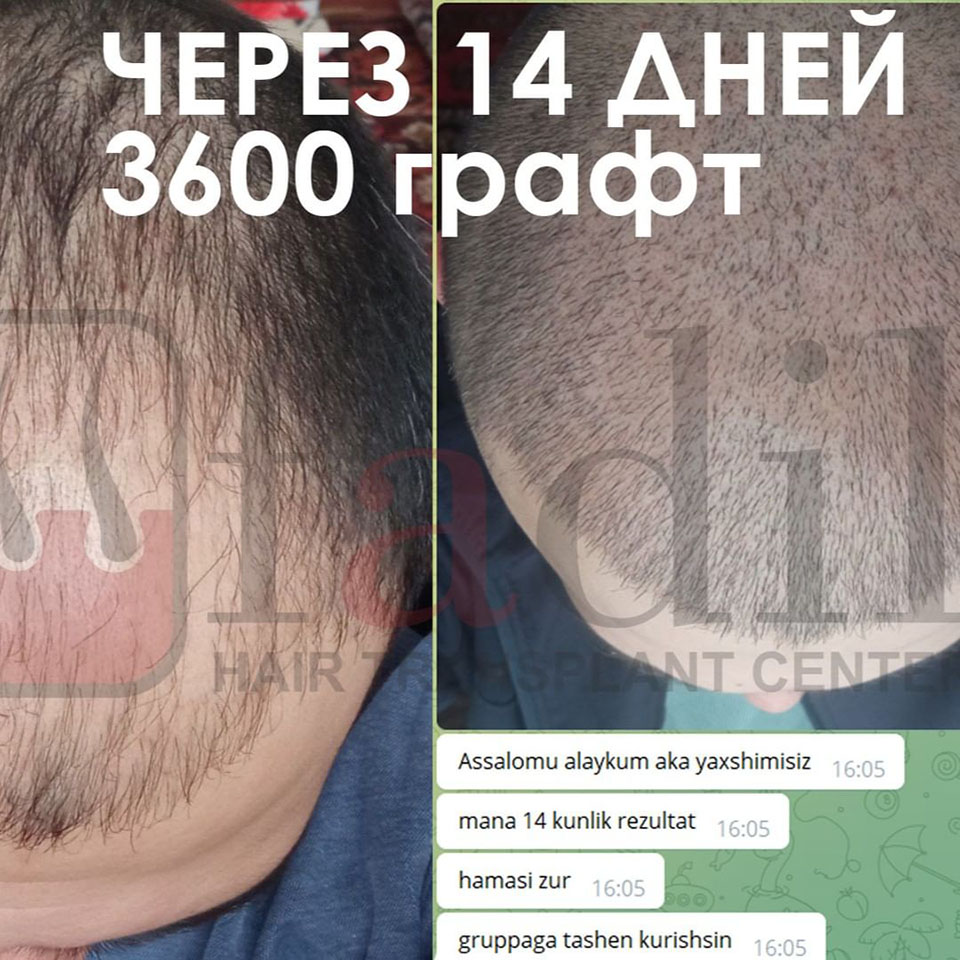 ЧЕРЕЗ 14 ДНЕЙ
3600 графт
radil
HAIR TRANSPLANT CENTER
Assalomu alaykum aka yaxshimisiz 16:05
mana 14 kunlik rezultat 16:05
hamasi zur 16:05
gruppaga tashen kurishsin 16:05